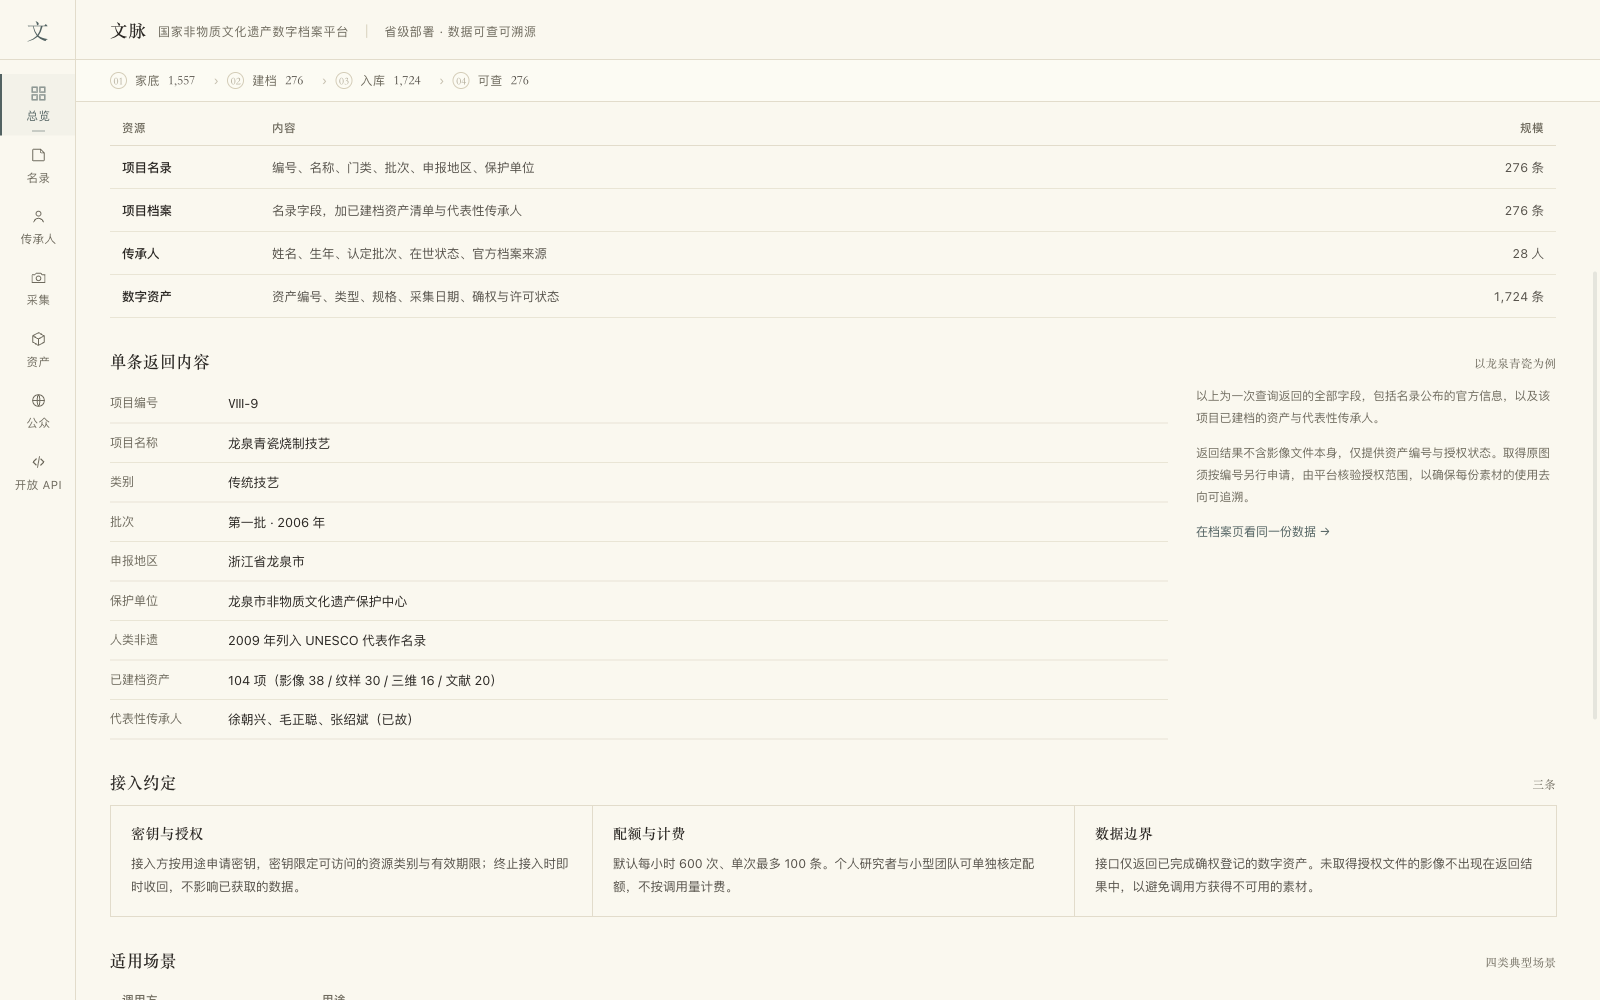 文
文脉 国家非物质文化遗产数字档案平台 省级部署 · 数据可查可溯源
01 家底 1,557 › 02 建档 276 › 03 入库 1,724 › 04 可查 276
总览
名录
传承人
采集
资产
公众
开放 API
资源 内容 规模
项目名录 编号、名称、门类、批次、申报地区、保护单位 276 条
项目档案 名录字段，加已建档资产清单与代表性传承人 276 条
传承人 姓名、生年、认定批次、在世状态、官方档案来源 28 人
数字资产 资产编号、类型、规格、采集日期、确权与许可状态 1,724 条
单条返回内容 以龙泉青瓷为例
项目编号 VIII-9
项目名称 龙泉青瓷烧制技艺
类别 传统技艺
批次 第一批 · 2006 年
申报地区 浙江省龙泉市
保护单位 龙泉市非物质文化遗产保护中心
人类非遗 2009 年列入 UNESCO 代表作名录
已建档资产 104 项（影像 38 / 纹样 30 / 三维 16 / 文献 20）
代表性传承人 徐朝兴、毛正聪、张绍斌（已故）
以上为一次查询返回的全部字段，包括名录公布的官方信息，以及该
项目已建档的资产与代表性传承人。
返回结果不含影像文件本身，仅提供资产编号与授权状态。取得原图
须按编号另行申请，由平台核验授权范围，以确保每份素材的使用去
向可追溯。
在档案页看同一份数据 →
接入约定 三条
密钥与授权
接入方按用途申请密钥，密钥限定可访问的资源类别与有效期限；终止接入时即
时收回，不影响已获取的数据。
配额与计费
默认每小时 600 次、单次最多 100 条。个人研究者与小型团队可单独核定配
额，不按调用量计费。
数据边界
接口仅返回已完成确权登记的数字资产。未取得授权文件的影像不出现在返回结
果中，以避免调用方获得不可用的素材。
适用场景 四类典型场景
调用方 用途